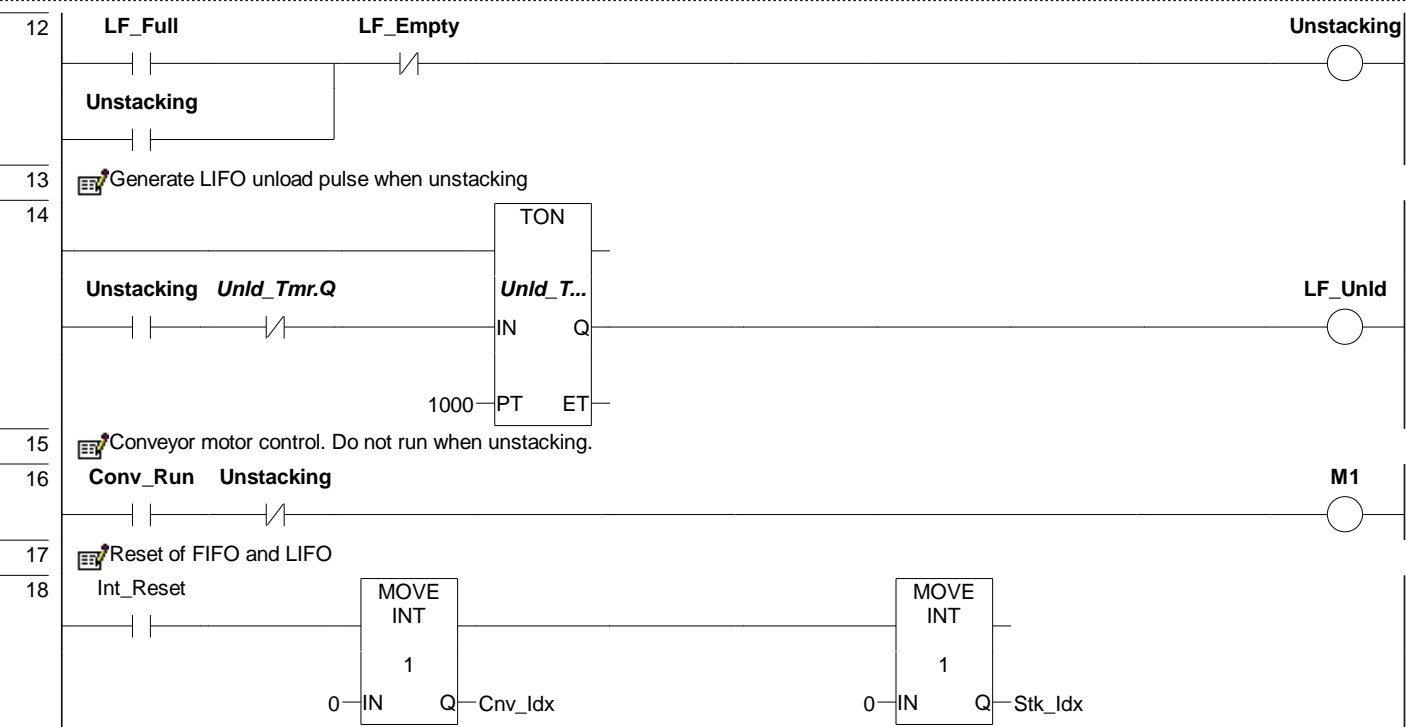 12
LF_Full LF_Empty Unstacking
Unstacking
13 Generate LIFO unload pulse when unstacking
14 TON
Unstacking Unld_Tmr.Q Unld_T... LF_Unld
IN Q
1000 PT ET
15 Conveyor motor control. Do not run when unstacking.
16 Conv_Run Unstacking M1
17 Reset of FIFO and LIFO
18 Int_Reset MOVE MOVE
INT INT
1 1
0 IN Q Cnv_Idx 0 IN Q Stk_Idx